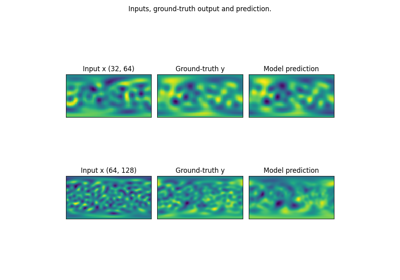 Inputs, ground-truth output and prediction.
Input x (32, 64) Ground-truth y Model prediction
Input x (64, 128) Ground-truth y Model prediction